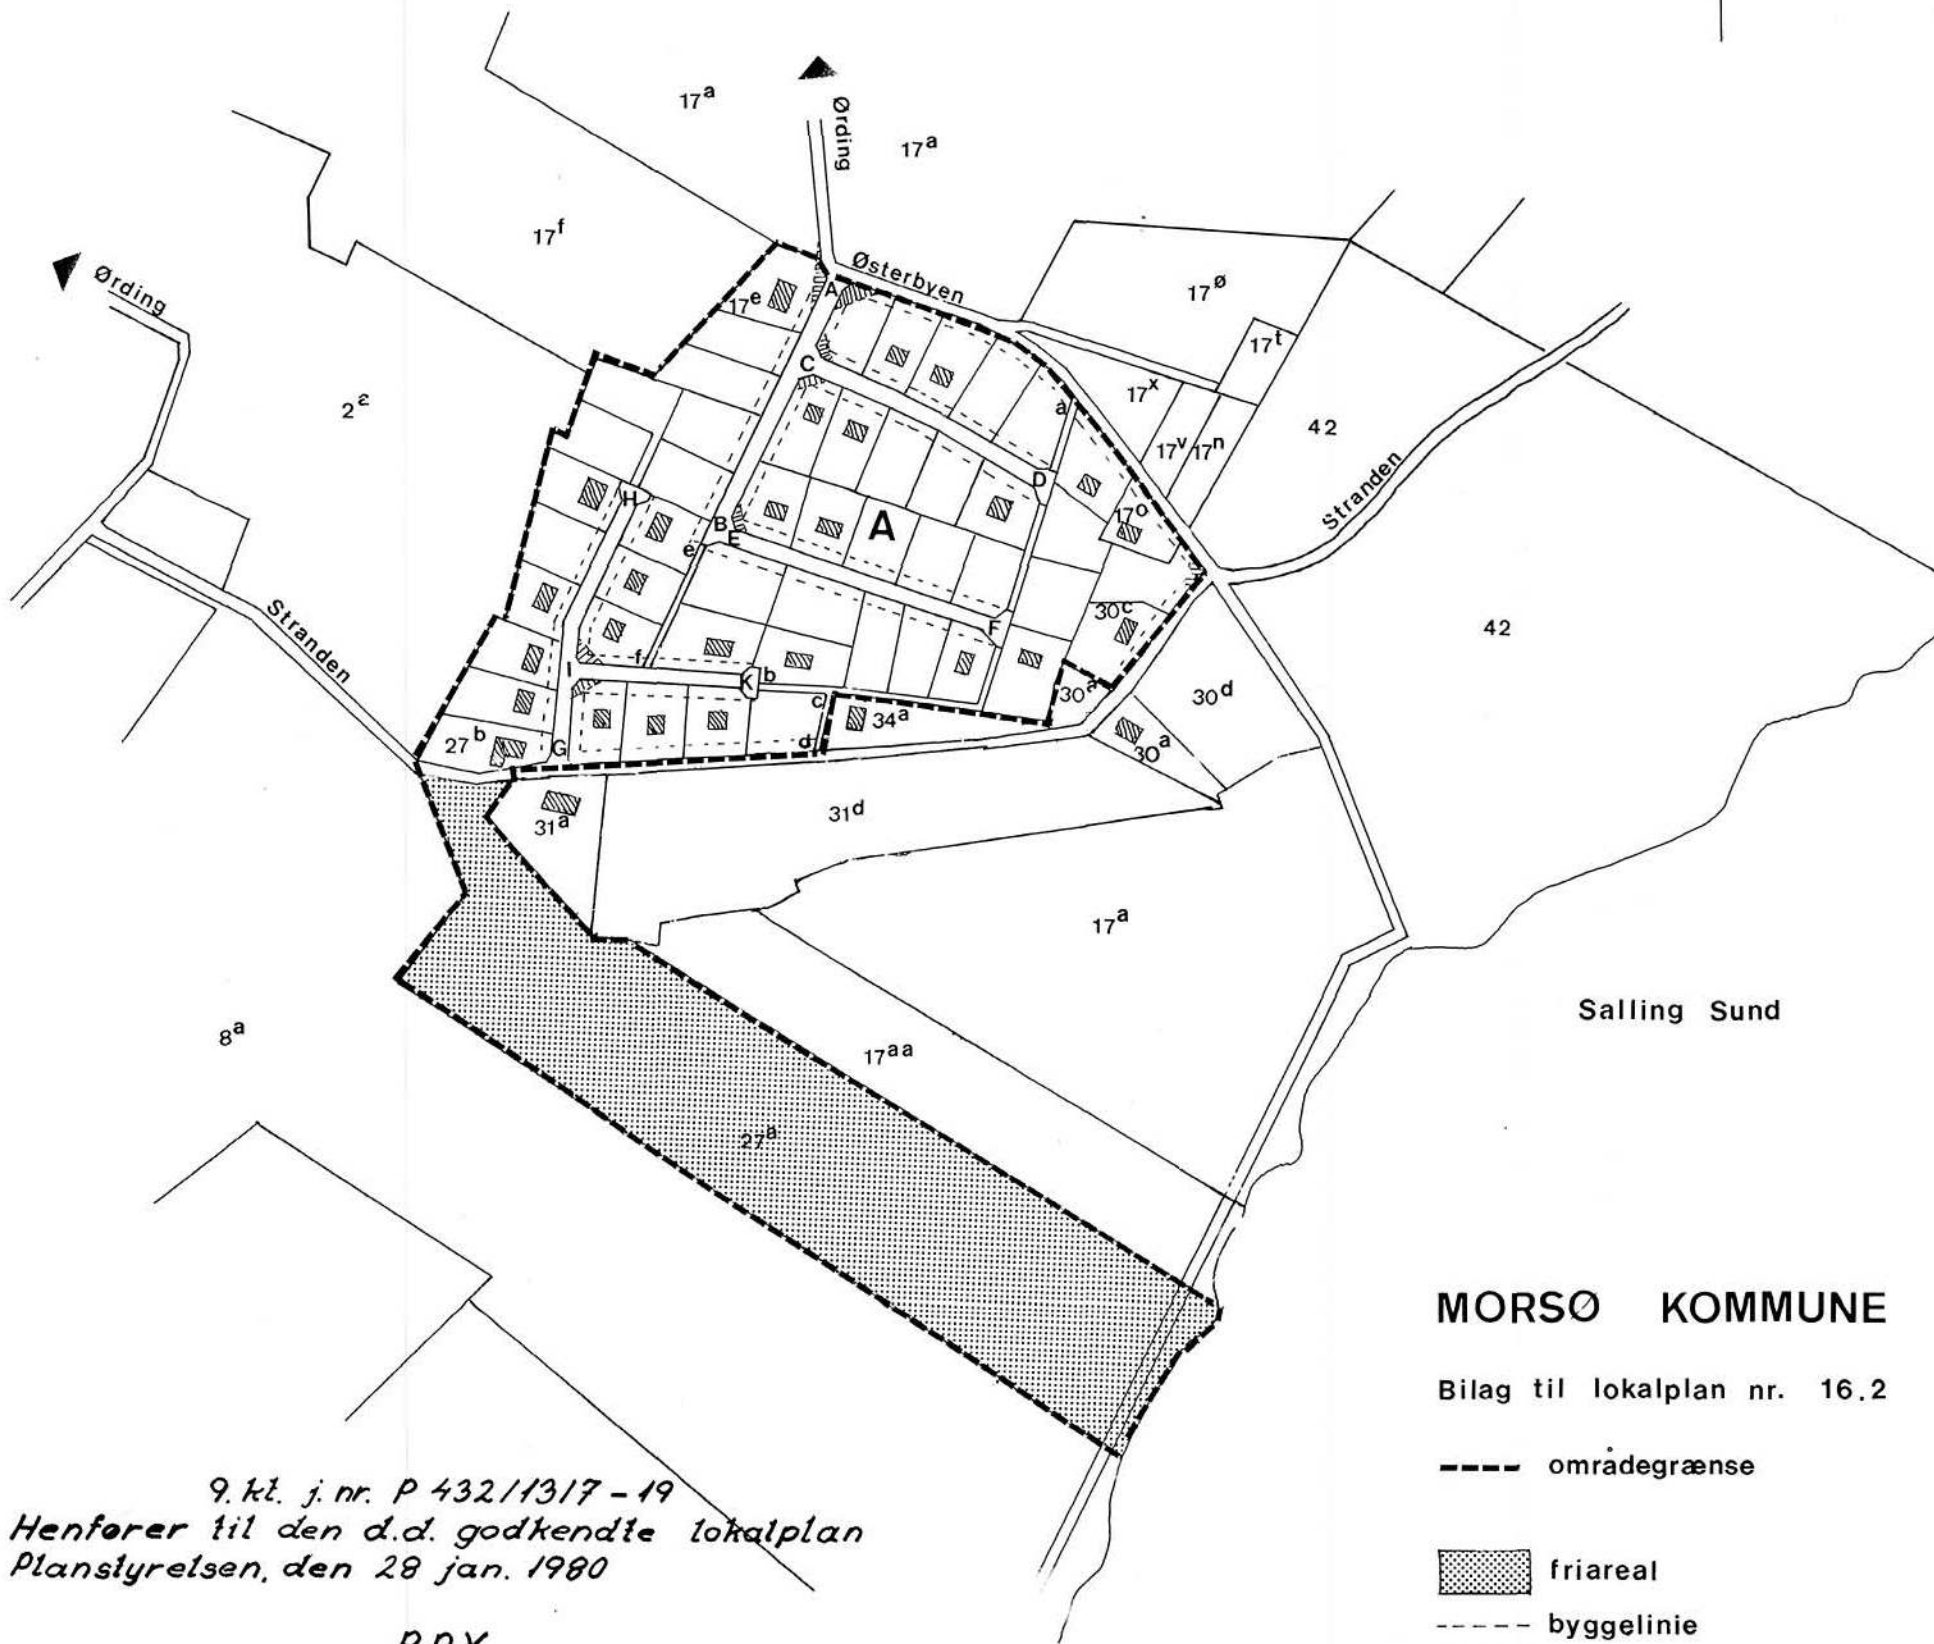 17a
Ørding
17a
17f
Ørding
Østerbyen
17ø
17e
A
17t
C
17x
2a
a
42
17v 17n
D
Stranden
H
17o
B
A
E
e
Stranden
30c
F
42
f
K
b
30a
30d
c
34a
27b
G
d
30a
31a
31d
17a
Salling Sund
8a
17aa
27a
MORSØ KOMMUNE
Bilag til lokalplan nr. 16.2
områdegrænse
9. kt. j. nr. P 432/1317-19
Henfører til den d.d. godkendte lokalplan
Planstyrelsen, den 28 jan. 1980
friareal
byggelinie